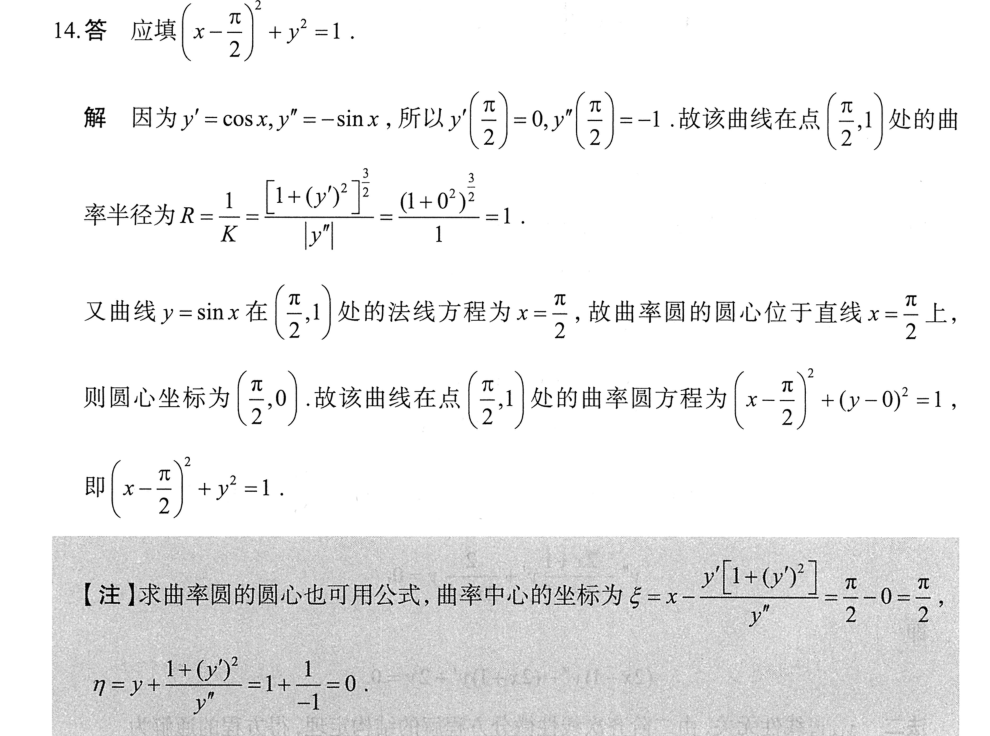 14.答 应填(x-π/2)²+y²=1.
解 因为y′=cos x,y″=-sin x,所以y′(π/2)=0,y″(π/2)=-1.故该曲线在点(π/2,1)处的曲
率半径为R=1/K=[1+(y′)²]^(3/2)/|y″|=(1+0²)^(3/2)/1=1.
又曲线y=sin x在(π/2,1)处的法线方程为x=π/2,故曲率圆的圆心位于直线x=π/2上,
则圆心坐标为(π/2,0).故该曲线在点(π/2,1)处的曲率圆方程为(x-π/2)²+(y-0)²=1,
即(x-π/2)²+y²=1.
【注】求曲率圆的圆心也可用公式,曲率中心的坐标为ξ=x-y′[1+(y′)²]/y″=π/2-0=π/2,
η=y+(1+(y′)²)/y″=1+1/(-1)=0.